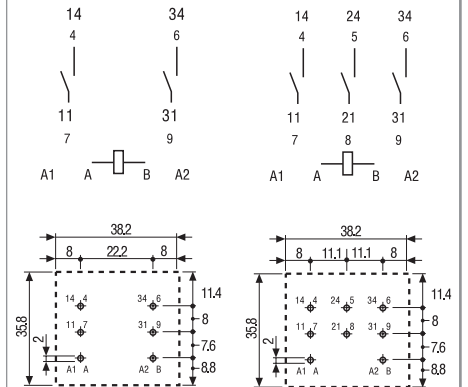 14 34 14 24 34
4 6 4 5 6
11 31 11 21 31
7 9 7 8 9
A1 A B A2 A1 A B A2
38.2 38.2
8 22.2 8 8 11.1 11.1 8
35.8 11.4 35.8 11.4
14 4 34 6 8 14 4 24 5 34 6 8
11 7 31 9 7.6 11 7 21 8 31 9 7.6
2 A1 A A2 B 8.8 2 A1 A A2 B 8.8